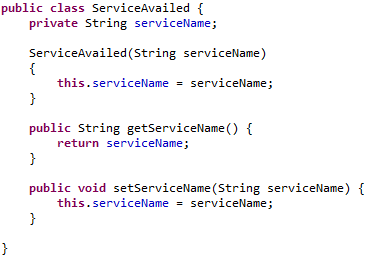 public class ServiceAvailed {
    private String serviceName;

    ServiceAvailed(String serviceName)
    {
        this.serviceName = serviceName;
    }

    public String getServiceName() {
        return serviceName;
    }

    public void setServiceName(String serviceName) {
        this.serviceName = serviceName;
    }

}